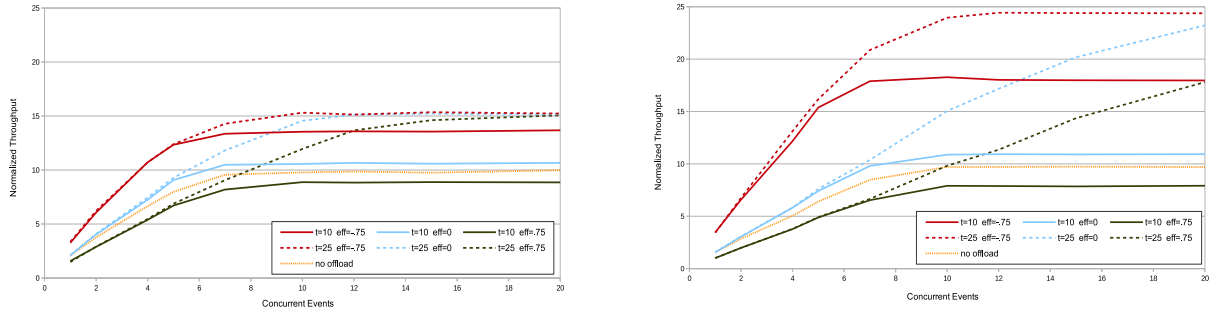 25
20
15
10
5
0
Normalized Throughput
t=10 eff=-.75
t=10 eff=0
t=10 eff=.75
t=25 eff=-.75
t=25 eff=0
t=25 eff=.75
no offload
0 2 4 6 8 10 12 14 16 18 20
Concurrent Events
25
20
15
10
5
0
Normalized Throughput
t=10 eff=-.75
t=10 eff=0
t=10 eff=.75
t=25 eff=-.75
t=25 eff=0
t=25 eff=.75
no offload
0 2 4 6 8 10 12 14 16 18 20
Concurrent Events